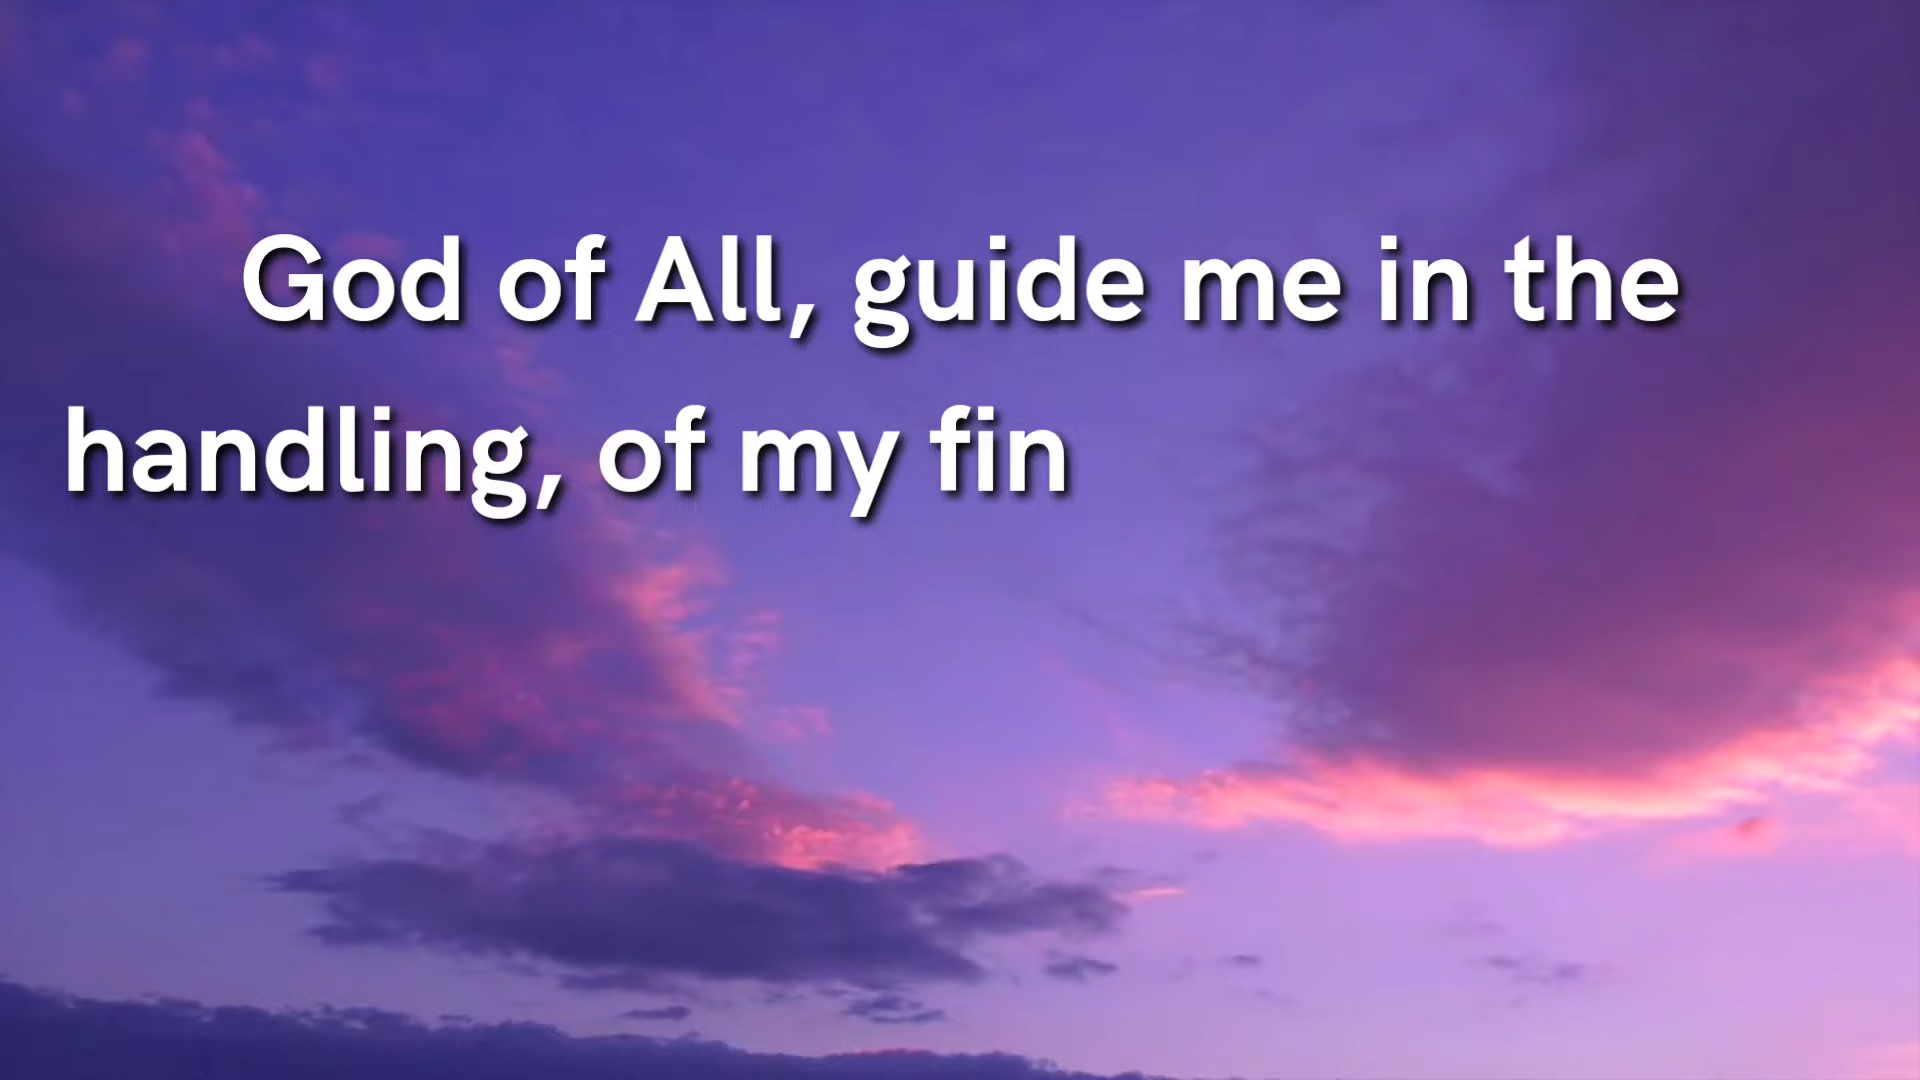 God of All, guide me in the
handling, of my fin